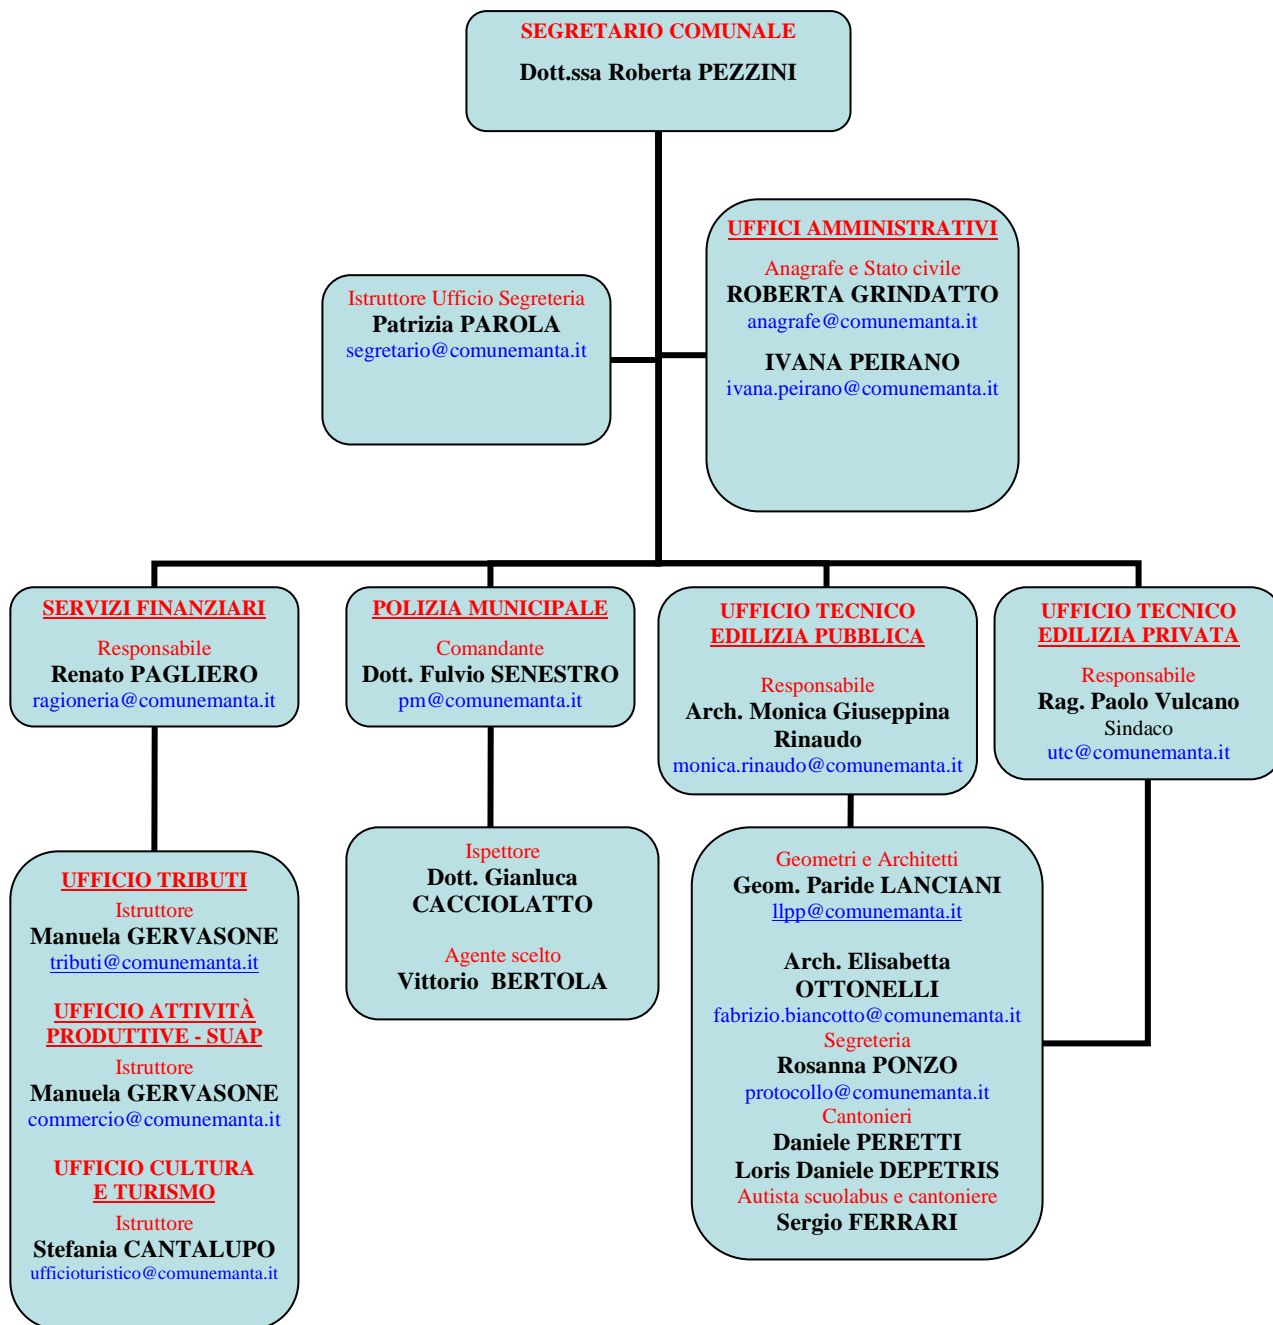 SEGRETARIO COMUNALE
Dott.ssa Roberta PEZZINI
UFFICI AMMINISTRATIVI
Anagrafe e Stato civile
ROBERTA GRINDATTO
anagrafe@comunemanta.it
IVANA PEIRANO
ivana.peirano@comunemanta.it
Istruttore Ufficio Segreteria
Patrizia PAROLA
segretario@comunemanta.it
SERVIZI FINANZIARI
Responsabile
Renato PAGLIERO
ragioneria@comunemanta.it
POLIZIA MUNICIPALE
Comandante
Dott. Fulvio SENESTRO
pm@comunemanta.it
UFFICIO TECNICO
EDILIZIA PUBBLICA
Responsabile
Arch. Monica Giuseppina
Rinaudo
monica.rinaudo@comunemanta.it
UFFICIO TECNICO
EDILIZIA PRIVATA
Responsabile
Rag. Paolo Vulcano
Sindaco
utc@comunemanta.it
UFFICIO TRIBUTI
Istruttore
Manuela GERVASONE
tributi@comunemanta.it
UFFICIO ATTIVITÀ
PRODUTTIVE - SUAP
Istruttore
Manuela GERVASONE
commercio@comunemanta.it
UFFICIO CULTURA
E TURISMO
Istruttore
Stefania CANTALUPO
ufficioturistico@comunemanta.it
Ispettore
Dott. Gianluca
CACCIOLATTO
Agente scelto
Vittorio BERTOLA
Geometri e Architetti
Geom. Paride LANCIANI
llpp@comunemanta.it
Arch. Elisabetta
OTTONELLI
fabrizio.biancotto@comunemanta.it
Segreteria
Rosanna PONZO
protocollo@comunemanta.it
Cantonieri
Daniele PERETTI
Loris Daniele DEPETRIS
Autista scuolabus e cantoniere
Sergio FERRARI